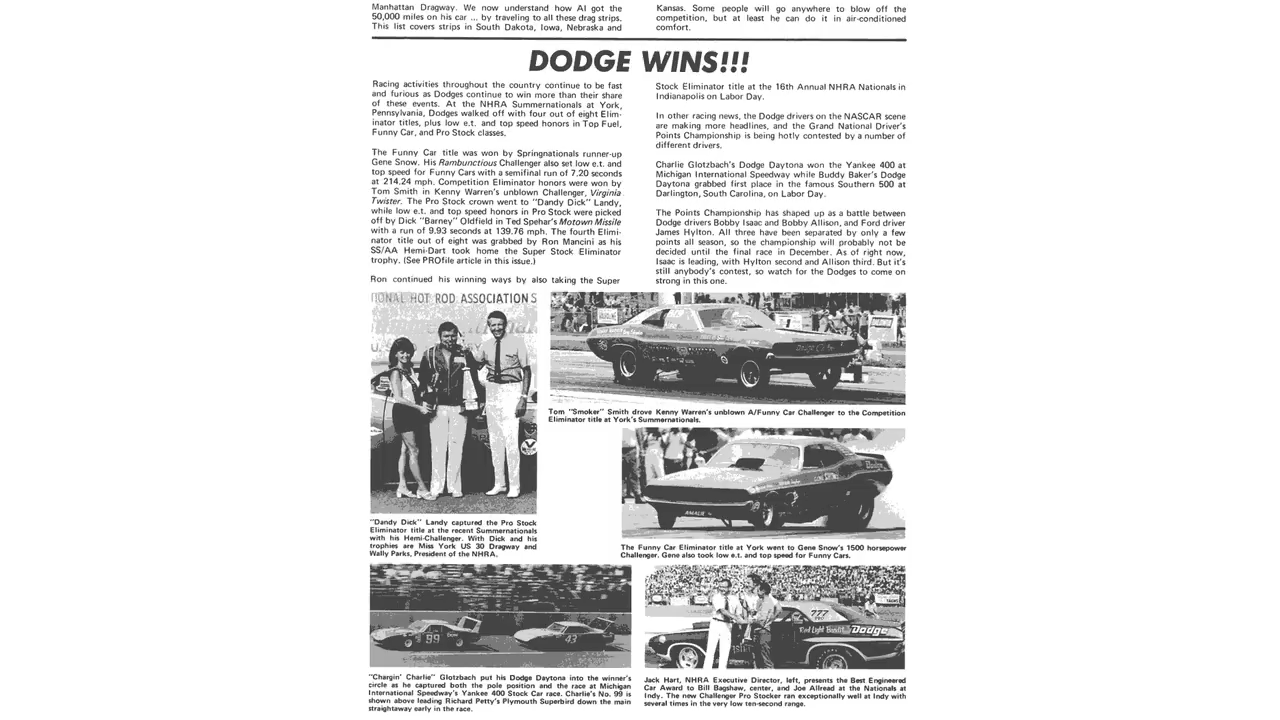 Manhattan Dragway. We now understand how Al got the
50,000 miles on his car ... by traveling to all these drag strips.
This list covers strips in South Dakota, Iowa, Nebraska and
Kansas. Some people will go anywhere to blow off the
competition, but at least he can do it in air-conditioned
comfort.
DODGE WINS!!!
Racing activities throughout the country continue to be fast
and furious as Dodges continue to win more than their share
of these events. At the NHRA Summernationals at York,
Pennsylvania, Dodges walked off with four out of eight Elim-
inator titles, plus low e.t. and top speed honors in Top Fuel,
Funny Car, and Pro Stock classes.
The Funny Car title was won by Springnationals runner-up
Gene Snow. His Rambunctious Challenger also set low e.t. and
top speed for Funny Cars with a semifinal run of 7.20 seconds
at 214.24 mph. Competition Eliminator honors were won by
Tom Smith in Kenny Warren's unblown Challenger, Virginia
Twister. The Pro Stock crown went to "Dandy Dick" Landy,
while low e.t. and top speed honors in Pro Stock were picked
off by Dick "Barney" Oldfield in Ted Spehar's Motown Missile
with a run of 9.93 seconds at 139.76 mph. The fourth Elimi-
nator title out of eight was grabbed by Ron Mancini as his
SS/AA Hemi-Dart took home the Super Stock Eliminator
trophy. (See PROfile article in this issue.)
Ron continued his winning ways by also taking the Super
Stock Eliminator title at the 16th Annual NHRA Nationals in
Indianapolis on Labor Day.
In other racing news, the Dodge drivers on the NASCAR scene
are making more headlines, and the Grand National Driver's
Points Championship is being hotly contested by a number of
different drivers.
Charlie Glotzbach's Dodge Daytona won the Yankee 400 at
Michigan International Speedway while Buddy Baker's Dodge
Daytona grabbed first place in the famous Southern 500 at
Darlington, South Carolina, on Labor Day.
The Points Championship has shaped up as a battle between
Dodge drivers Bobby Isaac and Bobby Allison, and Ford driver
James Hylton. All three have been separated by only a few
points all season, so the championship will probably not be
decided until the final race in December. As of right now,
Isaac is leading, with Hylton second and Allison third. But it's
still anybody's contest, so watch for the Dodges to come on
strong in this one.
IONAL HOT ROD ASSOCIATION S
Tom "Smoker" Smith drove Kenny Warren's unblown A/Funny Car Challenger to the Competition
Eliminator title at York's Summernationals.
"Dandy Dick" Landy captured the Pro Stock
Eliminator title at the recent Summernationals
with his Hemi-Challenger. With Dick and his
trophies are Miss York US 30 Dragway and
Wally Parks, President of the NHRA.
The Funny Car Eliminator title at York went to Gene Snow's 1500 horsepower
Challenger. Gene also took low e.t. and top speed for Funny Cars.
99
43
777
Red Light Bandit Dodge
"Chargin' Charlie" Glotzbach put his Dodge Daytona into the winner's
circle as he captured both the pole position and the race at Michigan
International Speedway's Yankee 400 Stock Car race. Charlie's No. 99 is
shown above leading Richard Petty's Plymouth Superbird down the main
straightaway early in the race.
Jack Hart, NHRA Executive Director, left, presents the Best Engineered
Car Award to Bill Bagshaw, center, and Joe Allread at the Nationals at
Indy. The new Challenger Pro Stocker ran exceptionally well at Indy with
several times in the very low ten-second range.